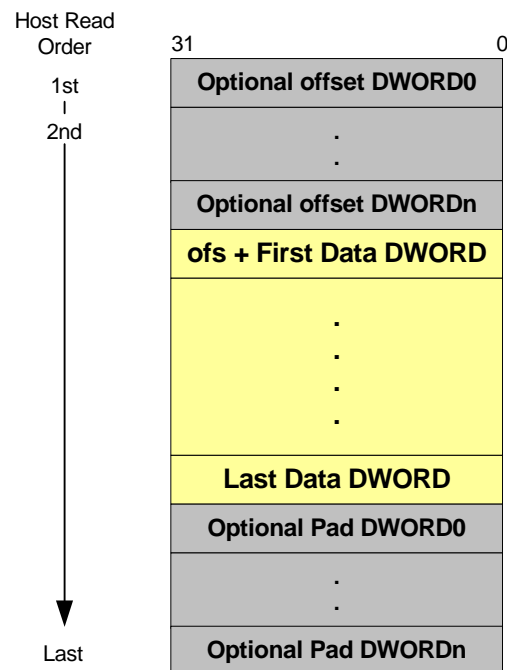 Host Read
Order
31
0
1st
2nd
Optional offset DWORD0
.
.
Optional offset DWORDn
ofs + First Data DWORD
.
.
.
.
Last Data DWORD
Optional Pad DWORD0
.
.
Last
Optional Pad DWORDn